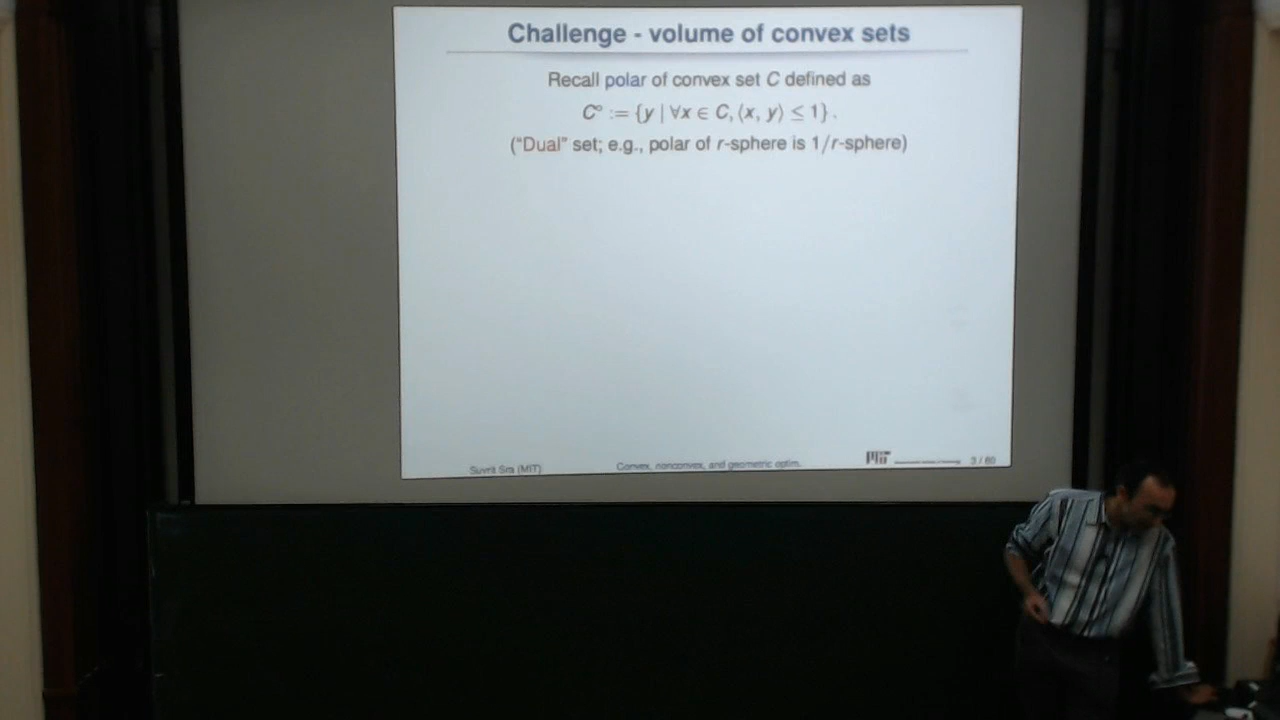 Challenge - volume of convex sets
Recall polar of convex set C defined as
C° := {y | ∀x ∈ C, ⟨x, y⟩ ≤ 1} .
("Dual" set; e.g., polar of r-sphere is 1/r-sphere)
Suvrit Sra (MIT)
Convex, nonconvex, and geometric optim.
3 / 60